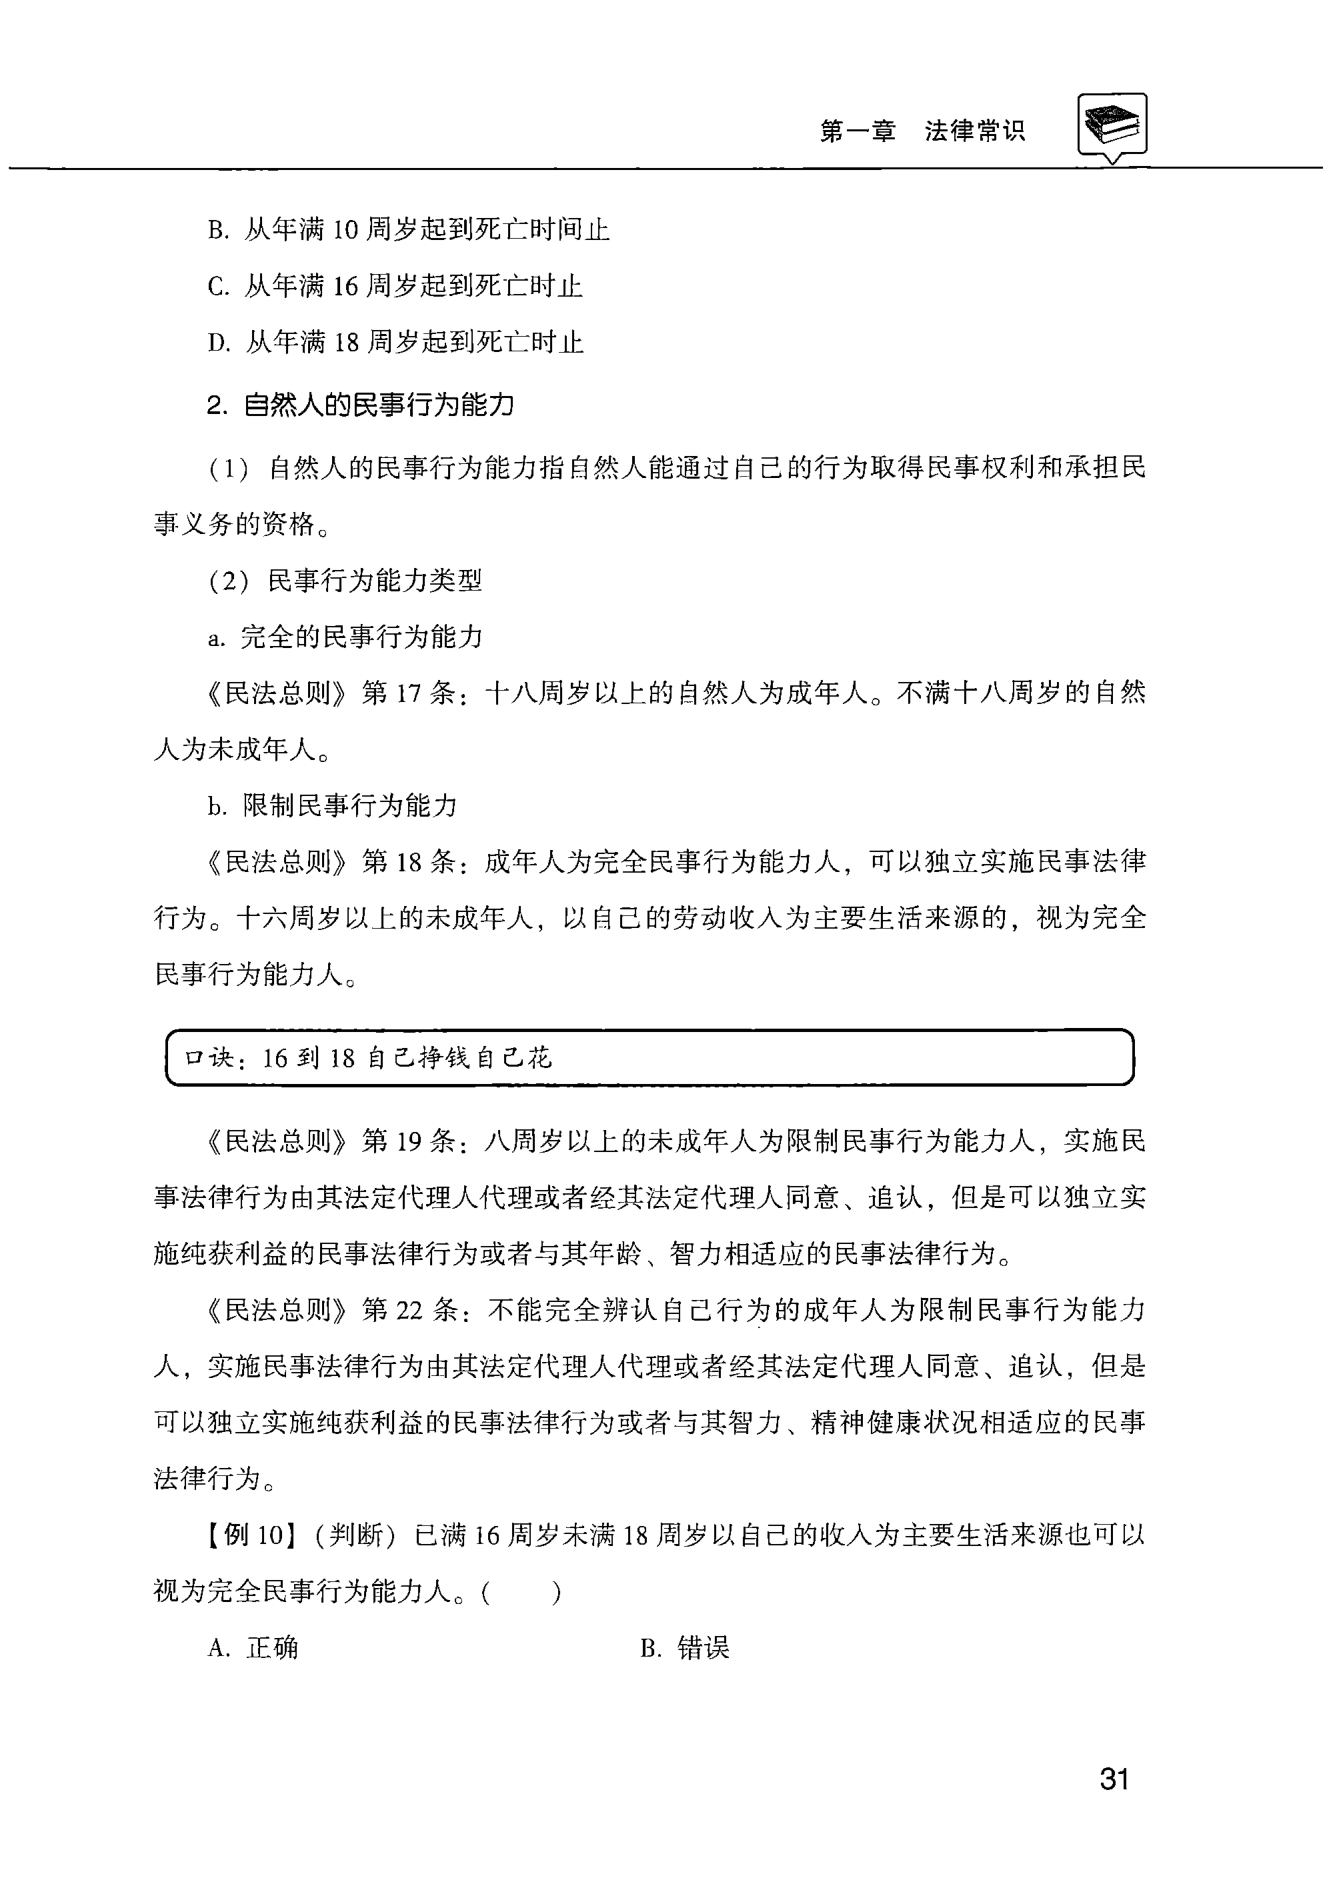 第一章　法律常识
B. 从年满 10 周岁起到死亡时间止
C. 从年满 16 周岁起到死亡时止
D. 从年满 18 周岁起到死亡时止
2. 自然人的民事行为能力
（1）自然人的民事行为能力指自然人能通过自己的行为取得民事权利和承担民
事义务的资格。
（2）民事行为能力类型
a. 完全的民事行为能力
《民法总则》第 17 条：十八周岁以上的自然人为成年人。不满十八周岁的自然
人为未成年人。
b. 限制民事行为能力
《民法总则》第 18 条：成年人为完全民事行为能力人，可以独立实施民事法律
行为。十六周岁以上的未成年人，以自己的劳动收入为主要生活来源的，视为完全
民事行为能力人。
口诀：16 到 18 自己挣钱自己花
《民法总则》第 19 条：八周岁以上的未成年人为限制民事行为能力人，实施民
事法律行为由其法定代理人代理或者经其法定代理人同意、追认，但是可以独立实
施纯获利益的民事法律行为或者与其年龄、智力相适应的民事法律行为。
《民法总则》第 22 条：不能完全辨认自己行为的成年人为限制民事行为能力
人，实施民事法律行为由其法定代理人代理或者经其法定代理人同意、追认，但是
可以独立实施纯获利益的民事法律行为或者与其智力、精神健康状况相适应的民事
法律行为。
【例 10】（判断）已满 16 周岁未满 18 周岁以自己的收入为主要生活来源也可以
视为完全民事行为能力人。（　　）
A. 正确　　B. 错误
31